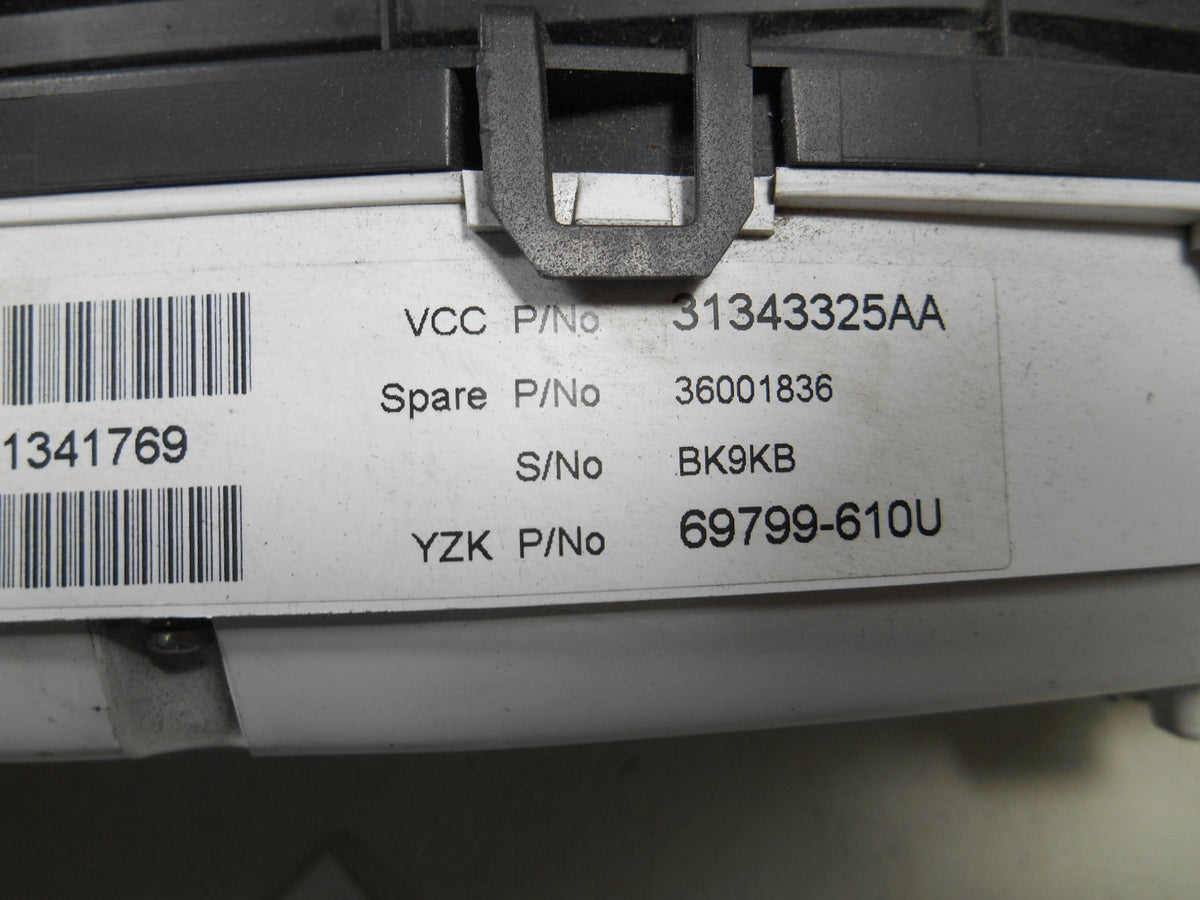 VCC P/No 31343325AA
Spare P/No 36001836
1341769
S/No BK9KB
YZK P/No 69799-610U